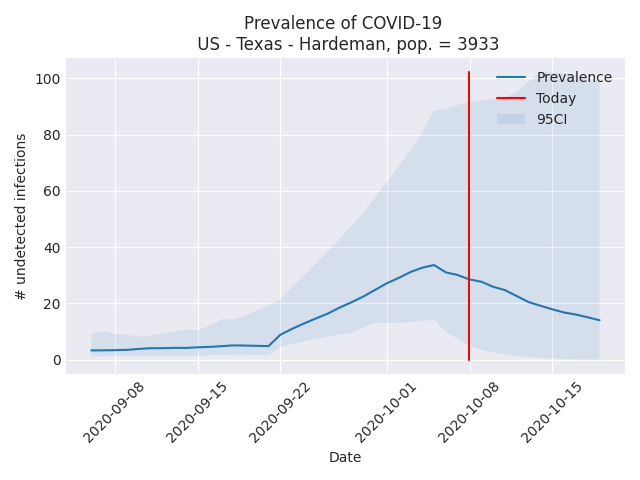 Prevalence of COVID-19
US - Texas - Hardeman, pop. = 3933
Prevalence
Today
95CI
# undetected infections
100
80
60
40
20
0
2020-09-08
2020-09-15
2020-09-22
2020-10-01
2020-10-08
2020-10-15
Date